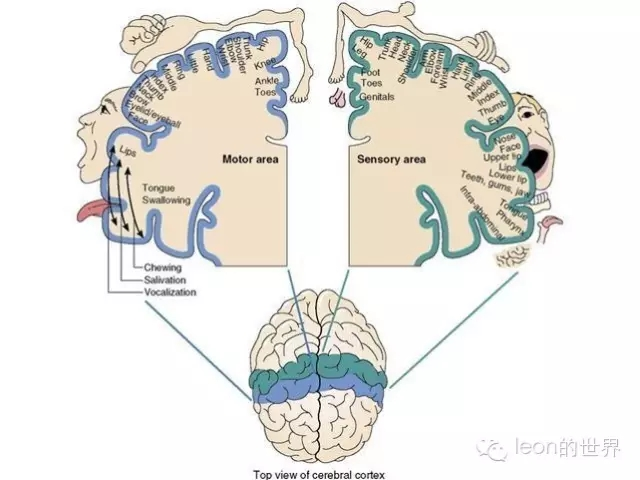 Hip
Trunk
Shoulder
Elbow
Wrist
Hand
Little
Ring
Middle
Index
Thumb
Neck
Brow
Eyelid/eyeball
Face
Knee
Ankle
Toes
Lips
Motor area
Tongue
Swallowing
Chewing
Salivation
Vocalization
Hip
Leg
Trunk
Head
Neck
Shoulder
Elbow
Forearm
Wrist
Little
Ring
Middle
Index
Thumb
Eye
Foot
Toes
Genitals
Sensory area
Nose
Face
Upper lip
Lips
Lower lip
Teeth, gums, jaw
Tongue
Pharynx
Intra-abdominal
Top view of cerebral cortex
leon的世界